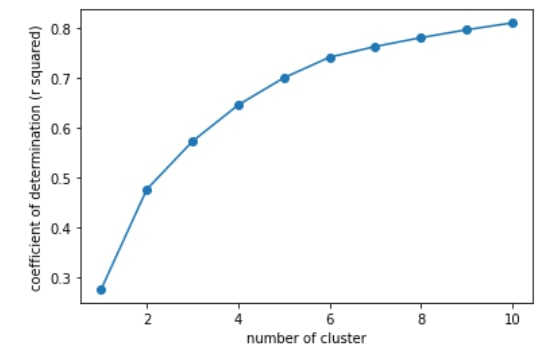 coefficient of determination (r squared)
0.8
0.7
0.6
0.5
0.4
0.3
2 4 6 8 10
number of cluster